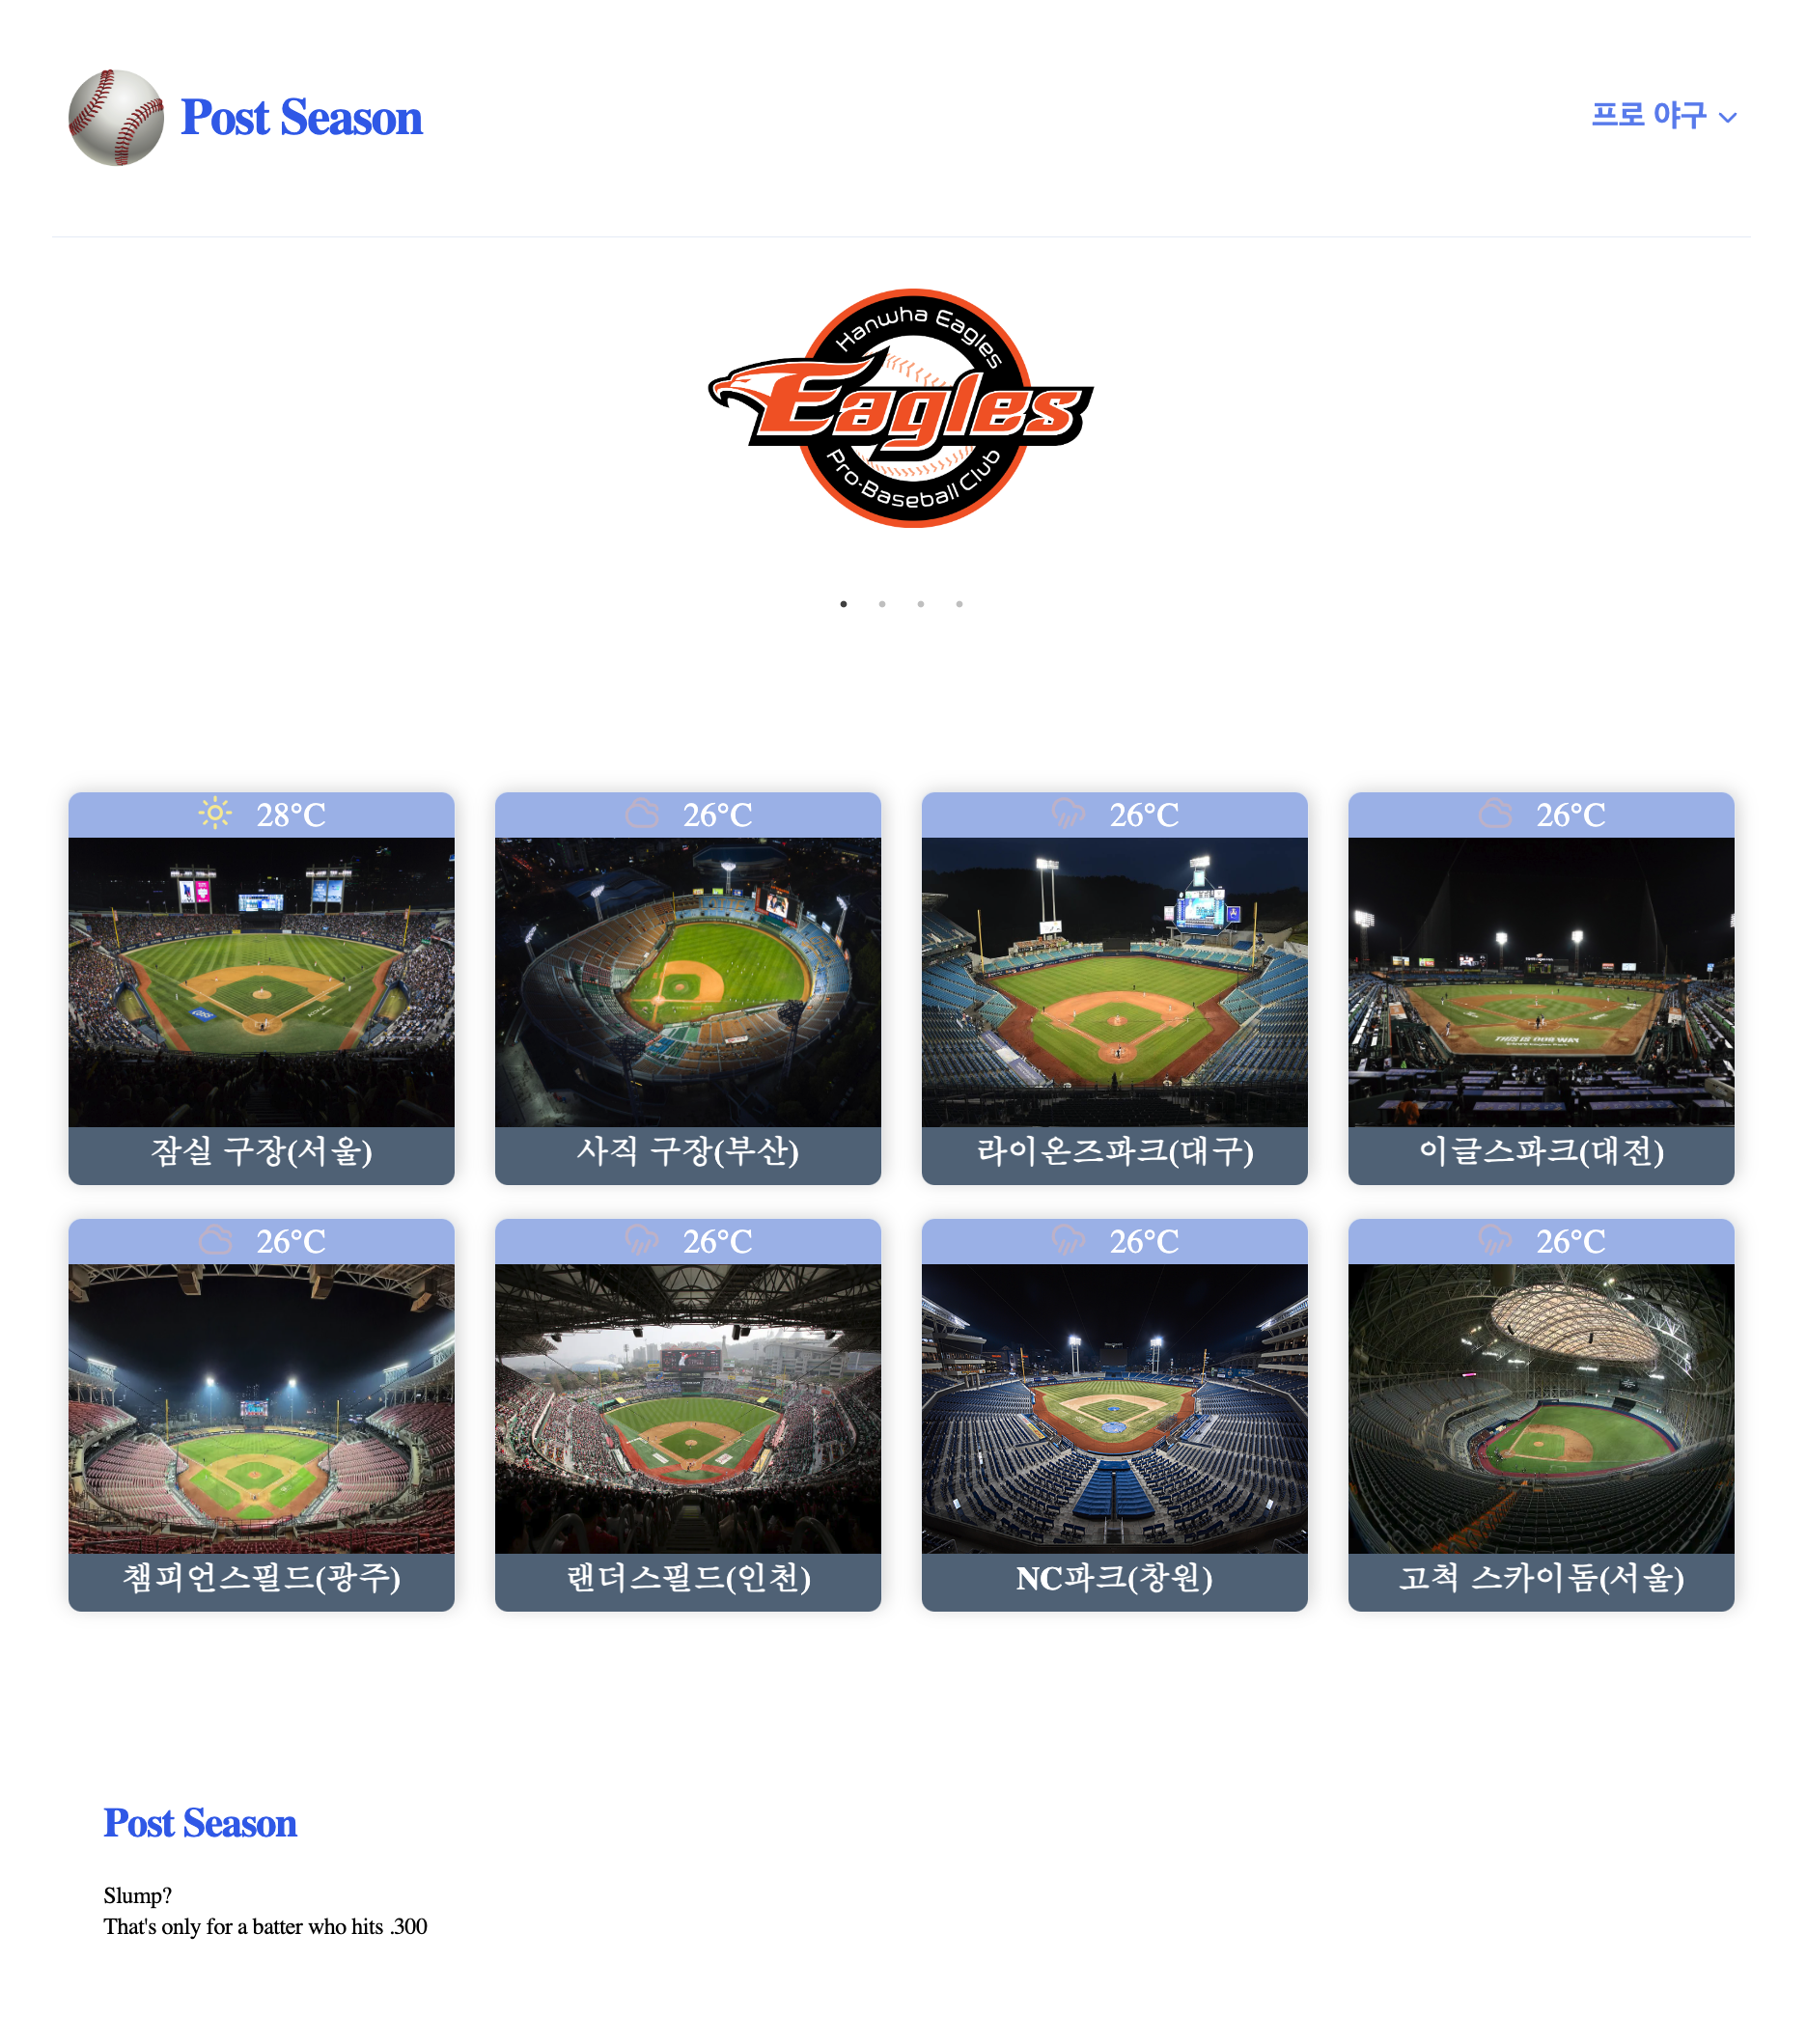 Post Season
프로 야구
Hanwha Eagles
Eagles
Pro-Baseball Club
28°C
26°C
26°C
26°C
THIS IS OUR WAY
잠실 구장(서울)
사직 구장(부산)
라이온즈파크(대구)
이글스파크(대전)
26°C
26°C
26°C
26°C
챔피언스필드(광주)
랜더스필드(인천)
NC파크(창원)
고척 스카이돔(서울)
Post Season
Slump?
That's only for a batter who hits .300